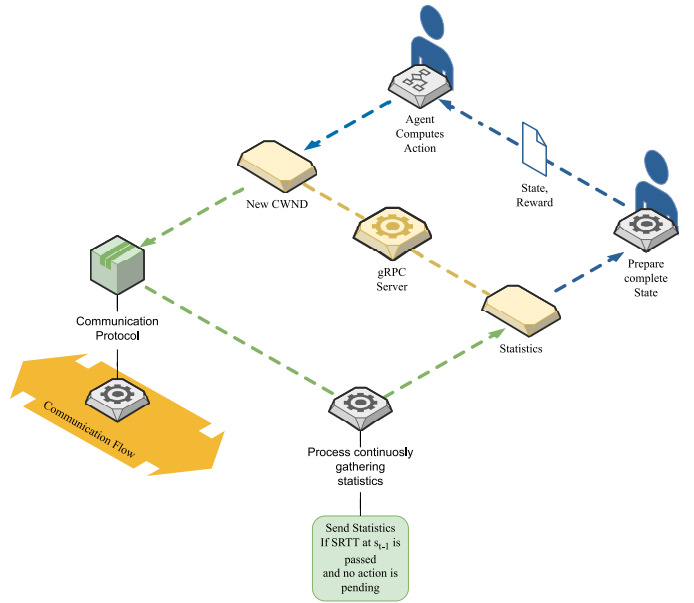 Agent
Computes
Action
State,
Reward
New CWND
gRPC
Server
Prepare
complete
State
Statistics
Communication
Protocol
Communication Flow
Process continuosly
gathering
statistics
Send Statistics
If SRTT at s_{t-1} is
passed
and no action is
pending